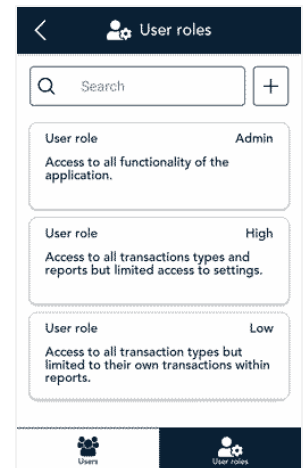 User roles
Search
User role Admin
Access to all functionality of the
application.
User role High
Access to all transactions types and
reports but limited access to settings.
User role Low
Access to all transaction types but
limited to their own transactions within
reports.
Users User roles